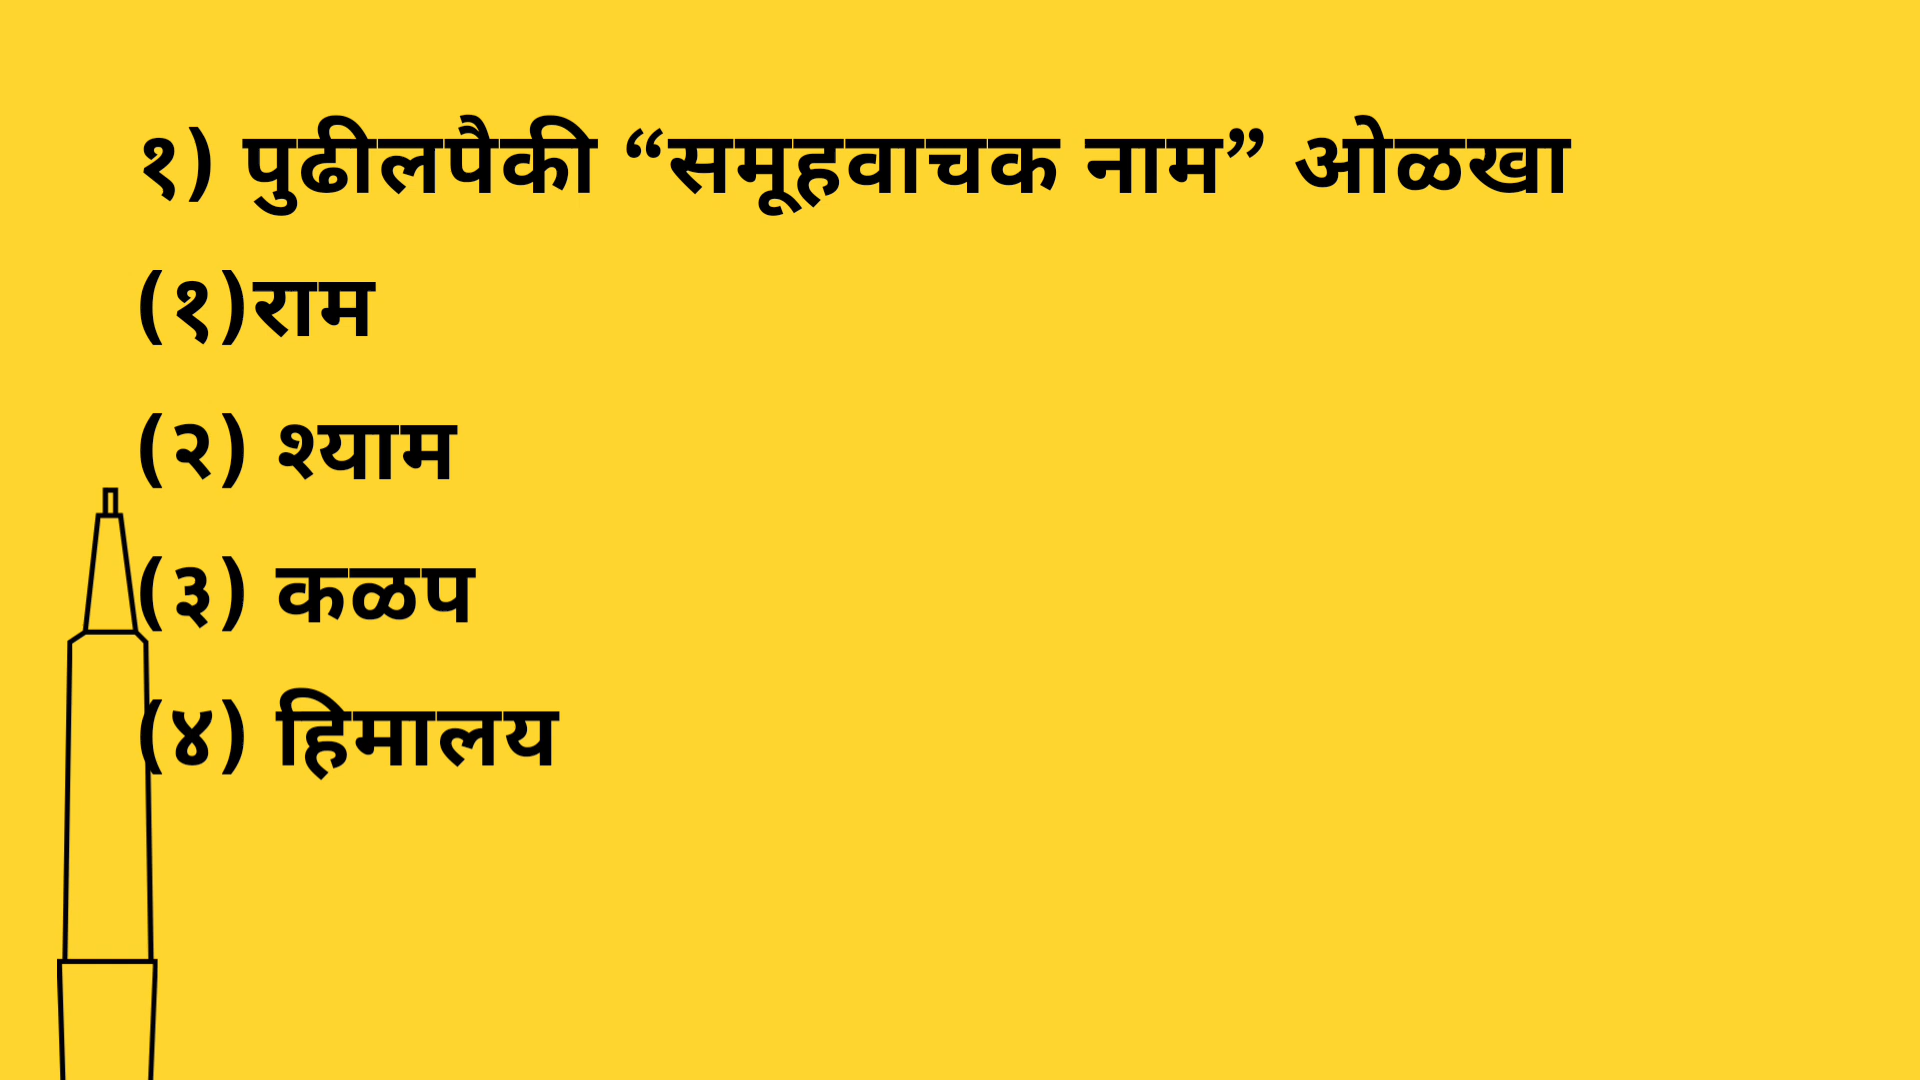 १) पुढीलपैकी “समूहवाचक नाम” ओळखा
(१)राम
(२) श्याम
(३) कळप
(४) हिमालय